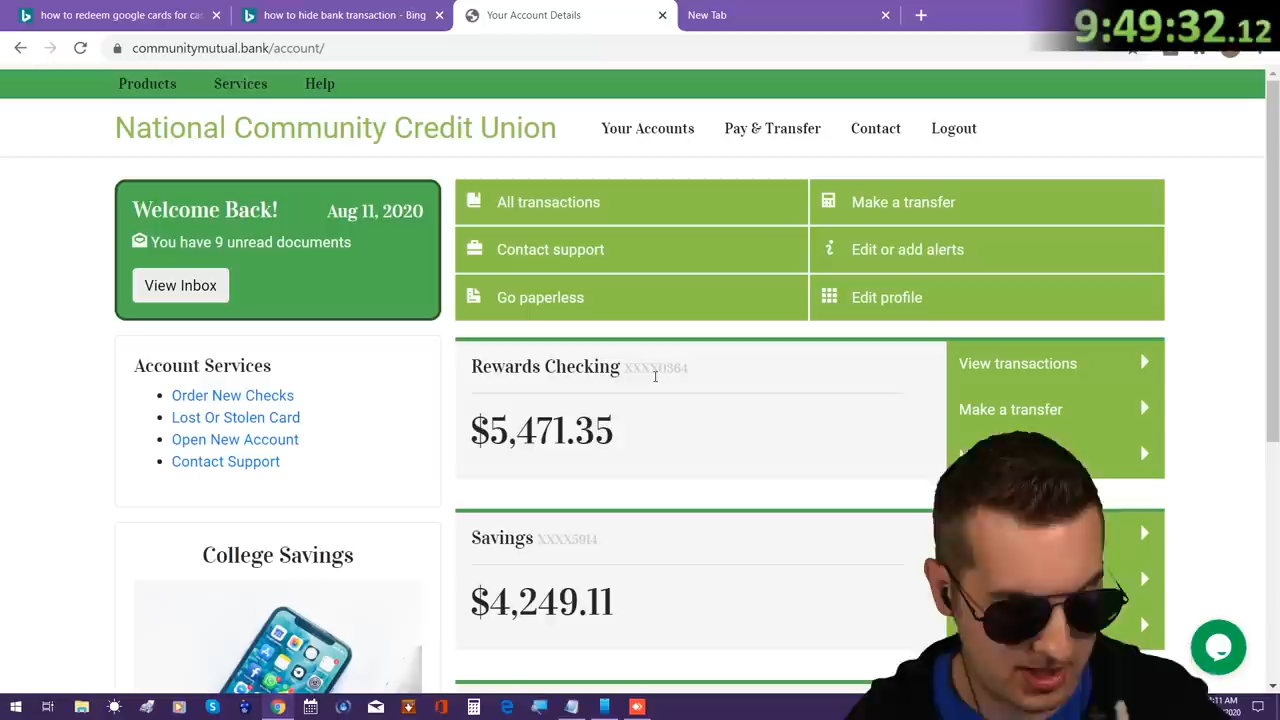 how to redeem google cards for ca
how to hide bank transaction - Bing
Your Account Details
New Tab
9:49:32.12
communitymutual.bank/account/
Products Services Help
National Community Credit Union
Your Accounts Pay & Transfer Contact Logout
Welcome Back! Aug 11, 2020
You have 9 unread documents
View Inbox
All transactions
Make a transfer
Contact support
Edit or add alerts
Go paperless
Edit profile
Account Services
Order New Checks
Lost Or Stolen Card
Open New Account
Contact Support
College Savings
Rewards Checking XXXX0364
$5,471.35
View transactions
Make a transfer
Savings XXXX5914
$4,249.11